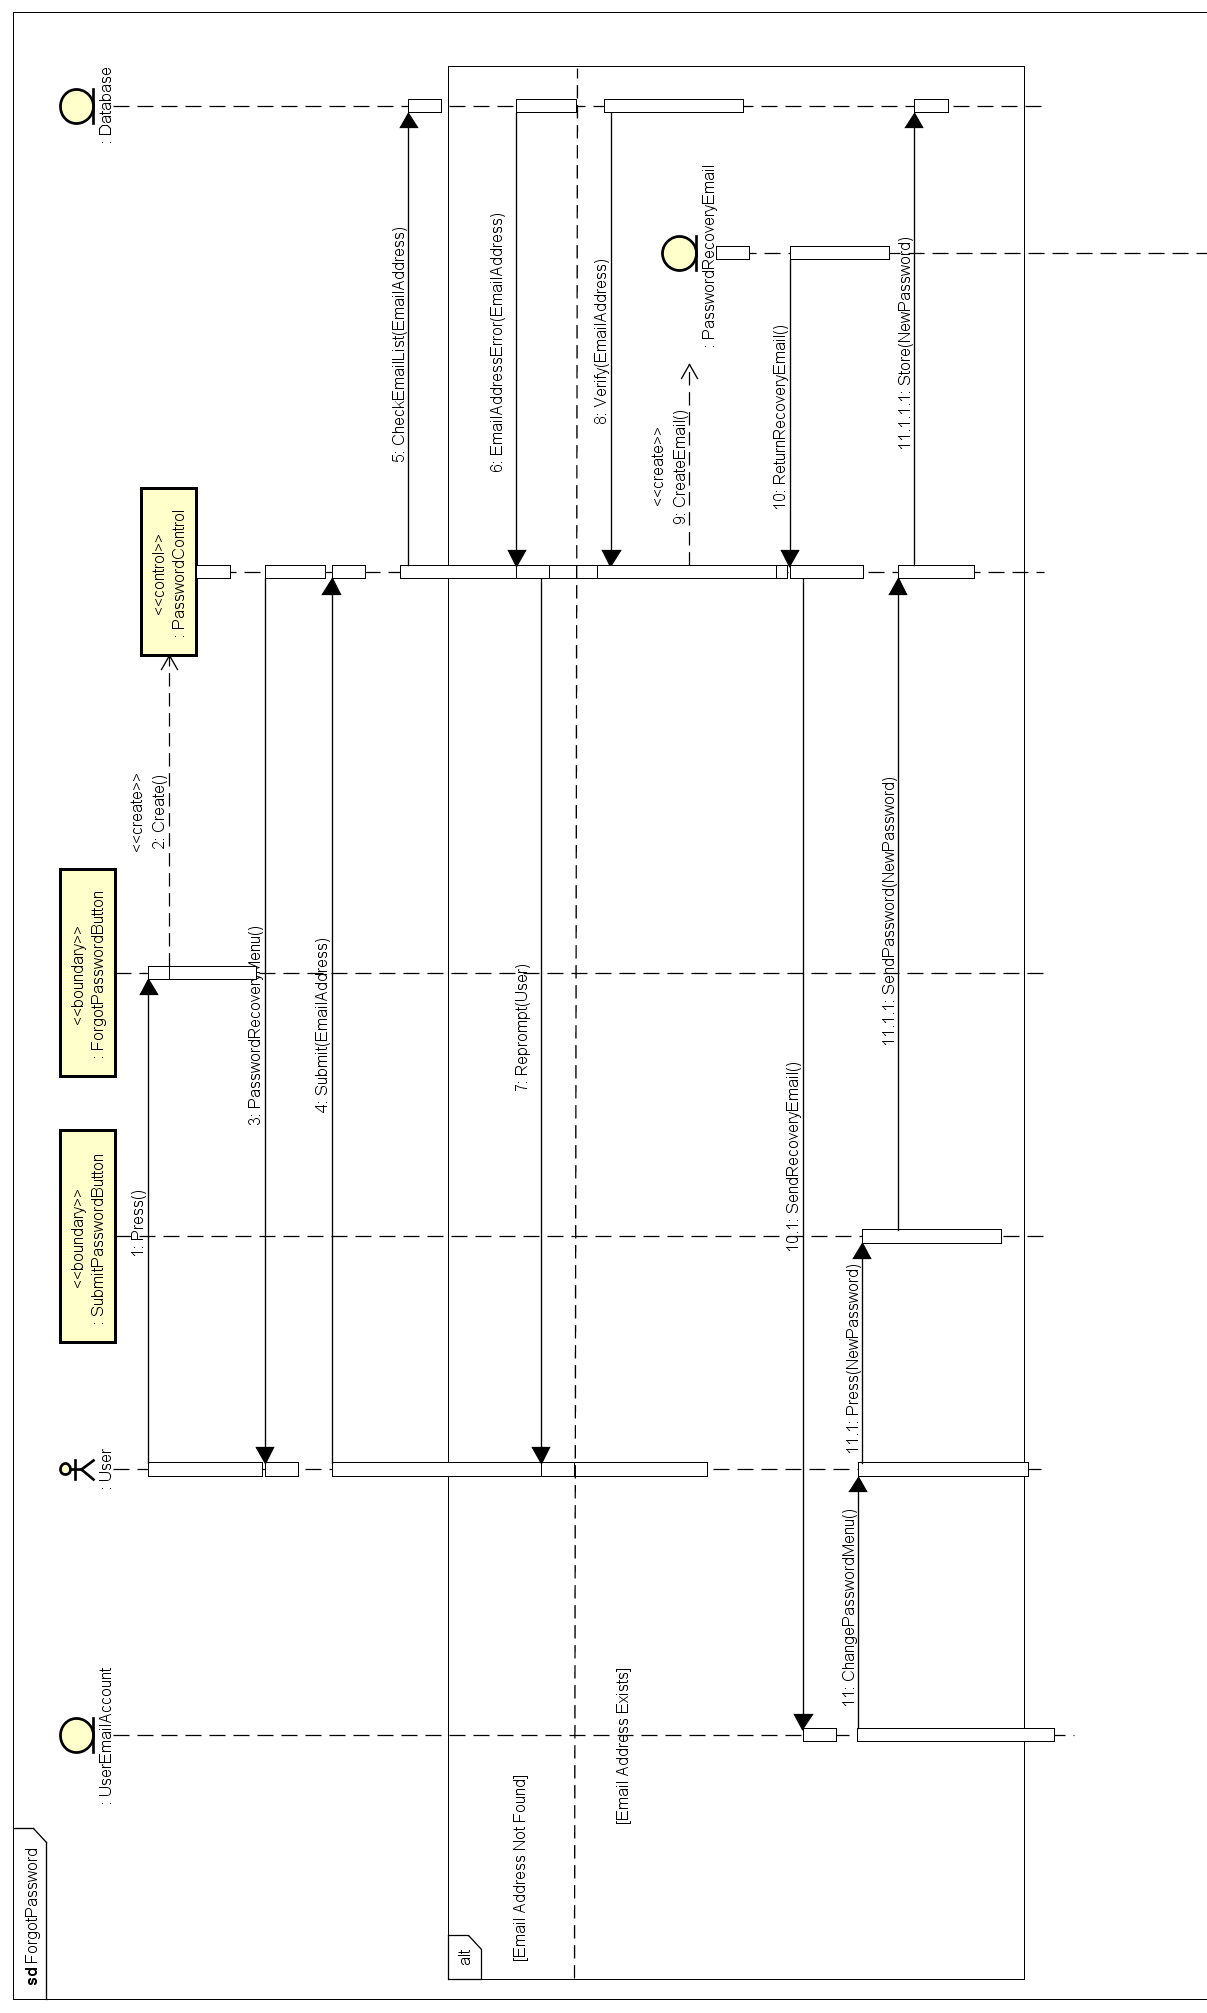 sd ForgotPassword
: UserEmailAccount
: User
<<boundary>>
: SubmitPasswordButton
<<boundary>>
: ForgotPasswordButton
: Database
1: Press()
<<create>>
2: Create()
<<control>>
: PasswordControl
3: PasswordRecoveryMenu()
4: Submit(EmailAddress)
5: CheckEmailList(EmailAddress)
alt
[Email Address Not Found]
6: EmailAddressError(EmailAddress)
7: Reprompt(User)
[Email Address Exists]
8: Verify(EmailAddress)
<<create>>
9: CreateEmail()
: PasswordRecoveryEmail
10: ReturnRecoveryEmail()
10.1: SendRecoveryEmail()
11: ChangePasswordMenu()
11.1: Press(NewPassword)
11.1.1: SendPassword(NewPassword)
11.1.1.1: Store(NewPassword)